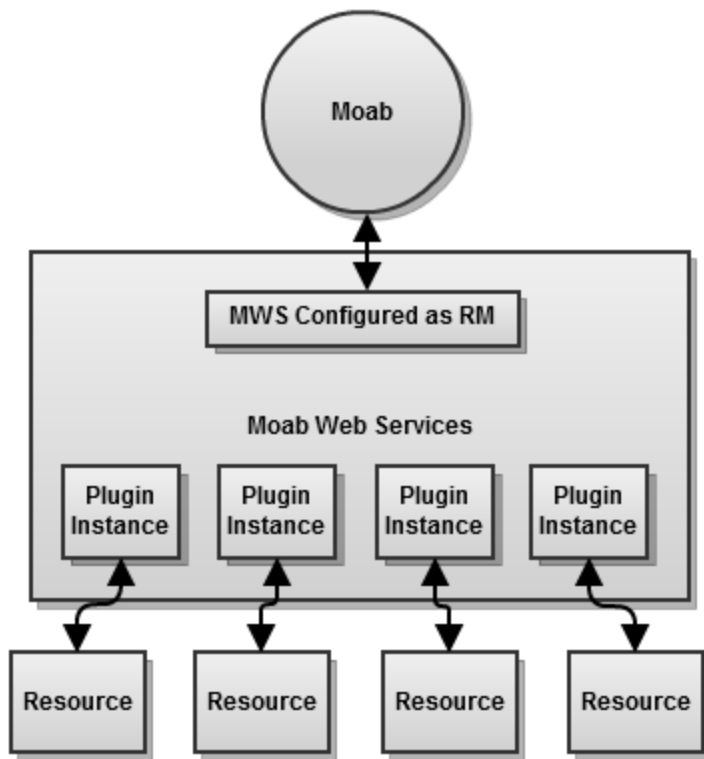 Moab
MWS Configured as RM
Moab Web Services
Plugin
Instance
Plugin
Instance
Plugin
Instance
Plugin
Instance
Resource
Resource
Resource
Resource